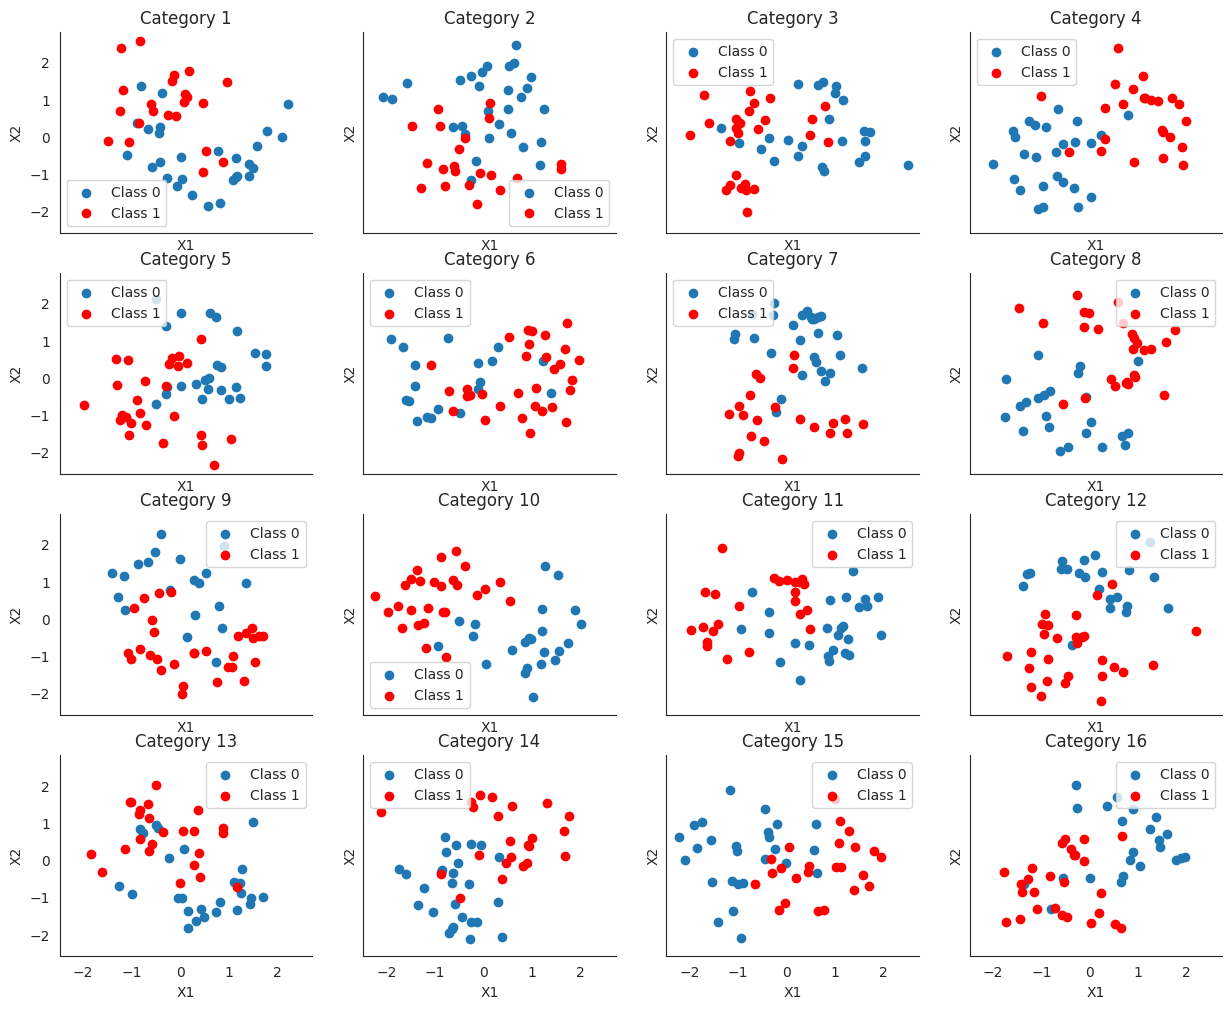 Category 1
Category 2
Category 3
Category 4
X2
2
1
0
−1
−2
Class 0
Class 1
X1
X2
Class 0
Class 1
X1
X2
Class 0
Class 1
X1
X2
Class 0
Class 1
X1
Category 5
Category 6
Category 7
Category 8
X2
2
1
0
−1
−2
Class 0
Class 1
X1
X2
Class 0
Class 1
X1
X2
Class 0
Class 1
X1
X2
Class 0
Class 1
X1
Category 9
Category 10
Category 11
Category 12
X2
2
1
0
−1
−2
Class 0
Class 1
X1
X2
Class 0
Class 1
X1
X2
Class 0
Class 1
X1
X2
Class 0
Class 1
X1
Category 13
Category 14
Category 15
Category 16
X2
2
1
0
−1
−2
Class 0
Class 1
−2 −1 0 1 2
X1
X2
Class 0
Class 1
−2 −1 0 1 2
X1
X2
Class 0
Class 1
−2 −1 0 1 2
X1
X2
Class 0
Class 1
−2 −1 0 1 2
X1